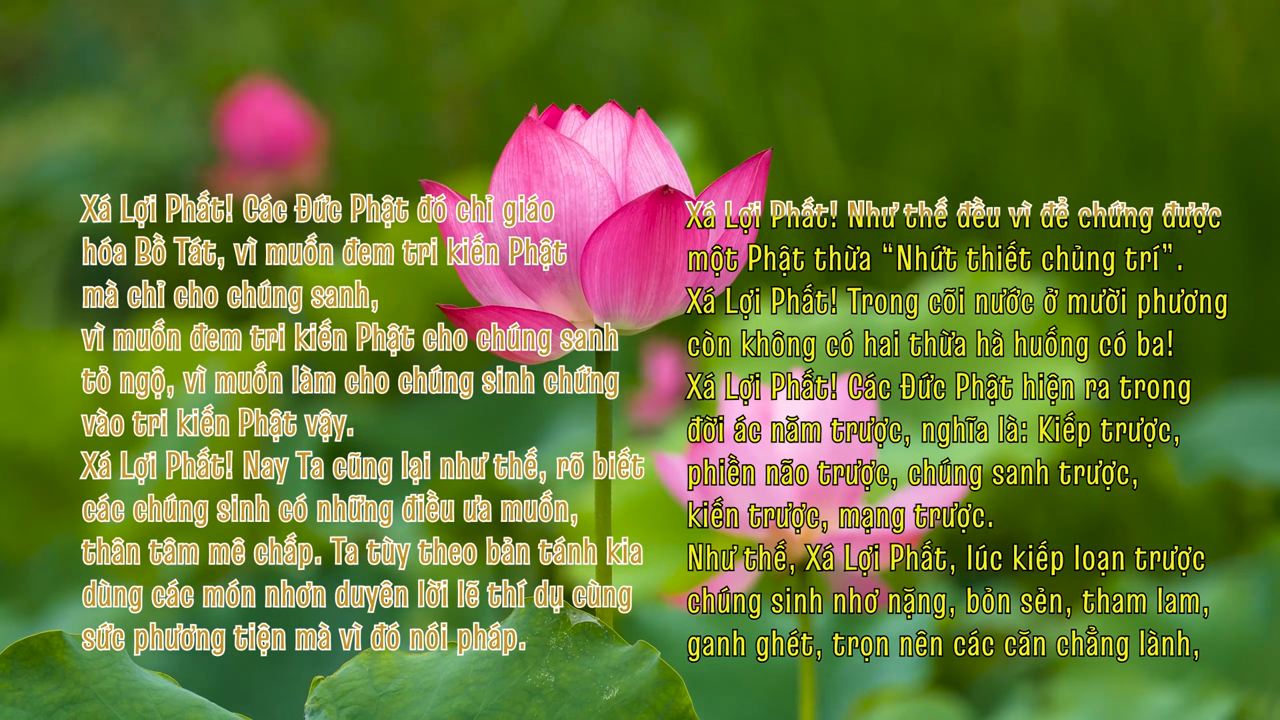 Xá Lợi Phất! Các Đức Phật đó chỉ giáo
hóa Bồ Tát, vì muốn đem tri kiến Phật
mà chỉ cho chúng sanh,
vì muốn đem tri kiến Phật cho chúng sanh
tỏ ngộ, vì muốn làm cho chúng sinh chứng
vào tri kiến Phật vậy.
Xá Lợi Phất! Nay Ta cũng lại như thế, rõ biết
các chúng sinh có những điều ưa muốn,
thân tâm mê chấp. Ta tùy theo bản tánh kia
dùng các món nhơn duyên lời lẽ thí dụ cùng
sức phương tiện mà vì đó nói pháp.
Xá Lợi Phất! Như thế đều vì để chứng được
một Phật thừa “Nhứt thiết chủng trí”.
Xá Lợi Phất! Trong cõi nước ở mười phương
còn không có hai thừa hà huống có ba!
Xá Lợi Phất! Các Đức Phật hiện ra trong
đời ác năm trược, nghĩa là: Kiếp trược,
phiền não trược, chúng sanh trược,
kiến trược, mạng trược.
Như thế, Xá Lợi Phất, lúc kiếp loạn trược
chúng sinh nhơ nặng, bỏn sẻn, tham lam,
ganh ghét, trọn nên các căn chẳng lành,